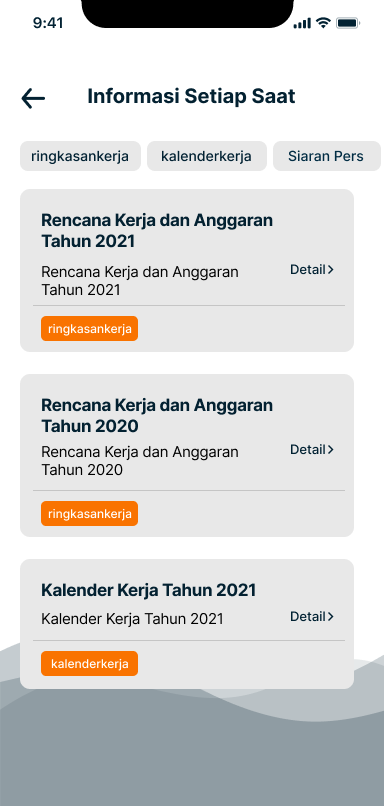 9:41
Informasi Setiap Saat
ringkasankerja
kalenderkerja
Siaran Pers
Rencana Kerja dan Anggaran
Tahun 2021
Rencana Kerja dan Anggaran
Tahun 2021
Detail
ringkasankerja
Rencana Kerja dan Anggaran
Tahun 2020
Rencana Kerja dan Anggaran
Tahun 2020
Detail
ringkasankerja
Kalender Kerja Tahun 2021
Kalender Kerja Tahun 2021
Detail
kalenderkerja